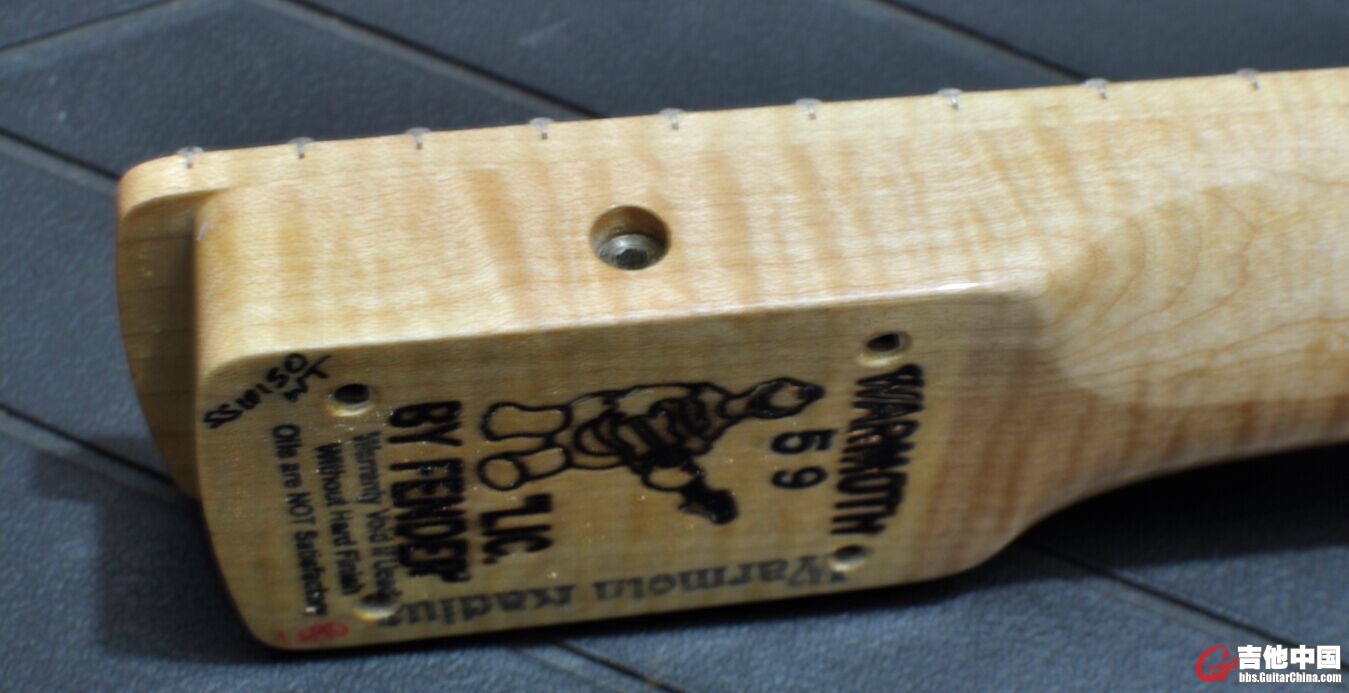 WARMOTH
59
"LIC.
BY FENDER"
Warranty Void if Used
Without Hard Finish
Oils are NOT Satisfactory
Warmoth Radius
吉他中国
bbs.GuitarChina.com